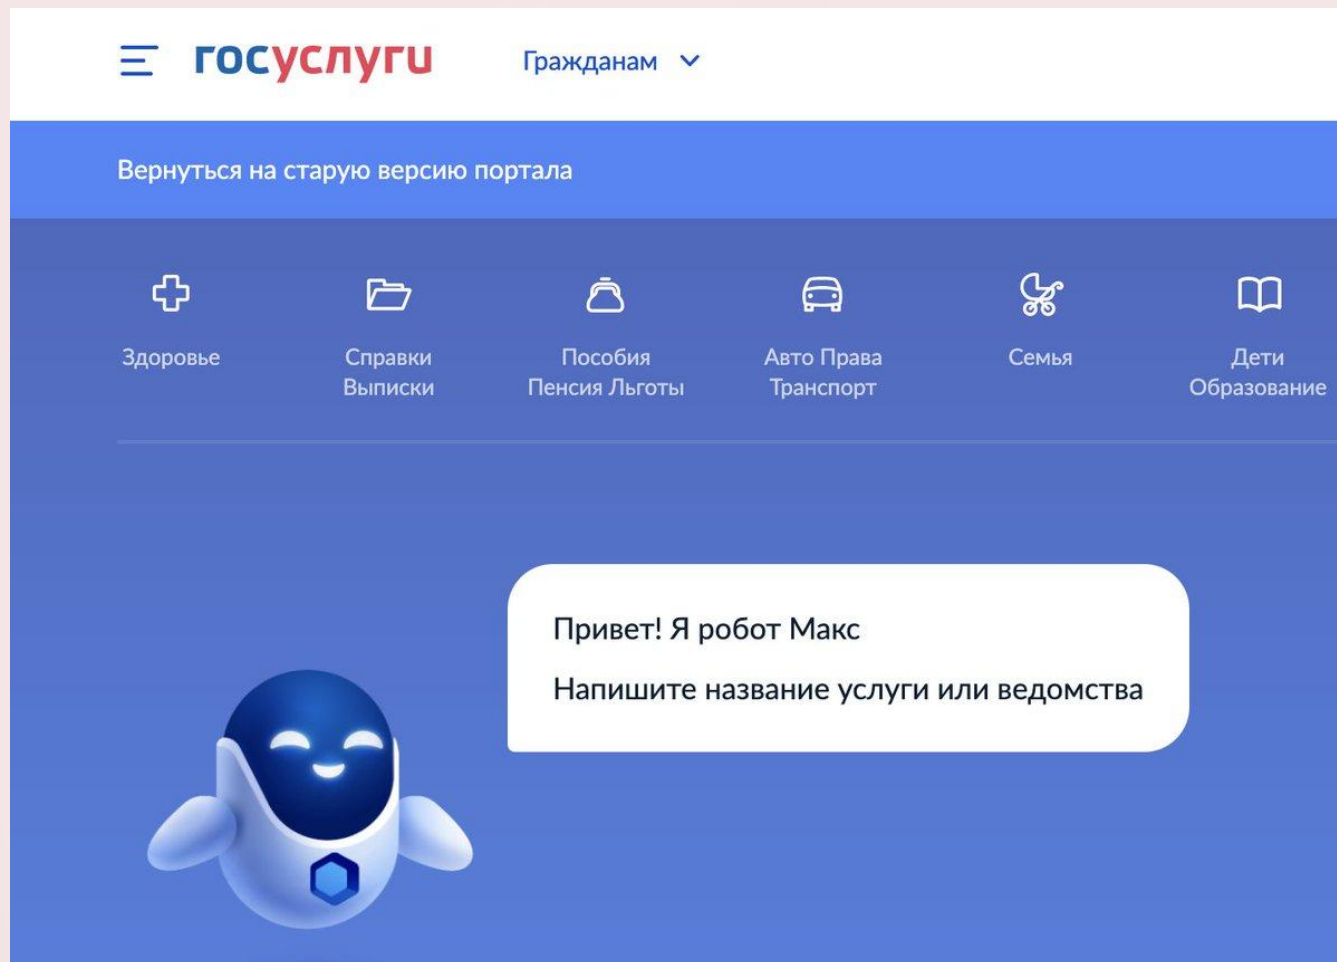 госуслуги
Гражданам
Вернуться на старую версию портала
Здоровье
Справки
Выписки
Пособия
Пенсия Льготы
Авто Права
Транспорт
Семья
Дети
Образование
Привет! Я робот Макс
Напишите название услуги или ведомства